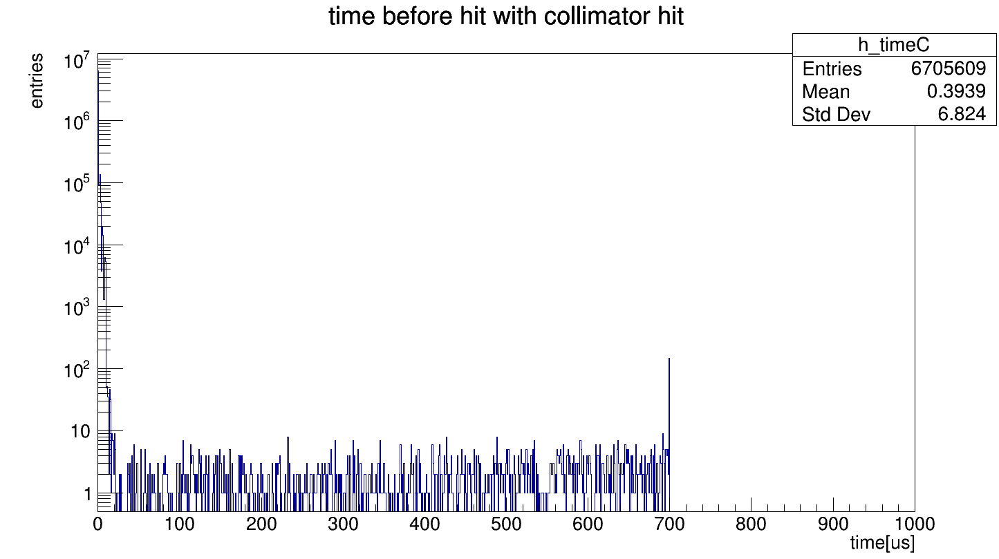 time before hit with collimator hit
h_timeC
Entries 6705609
Mean 0.3939
Std Dev 6.824
entries
10^7
10^6
10^5
10^4
10^3
10^2
10
1
0 100 200 300 400 500 600 700 800 900 1000
time[us]